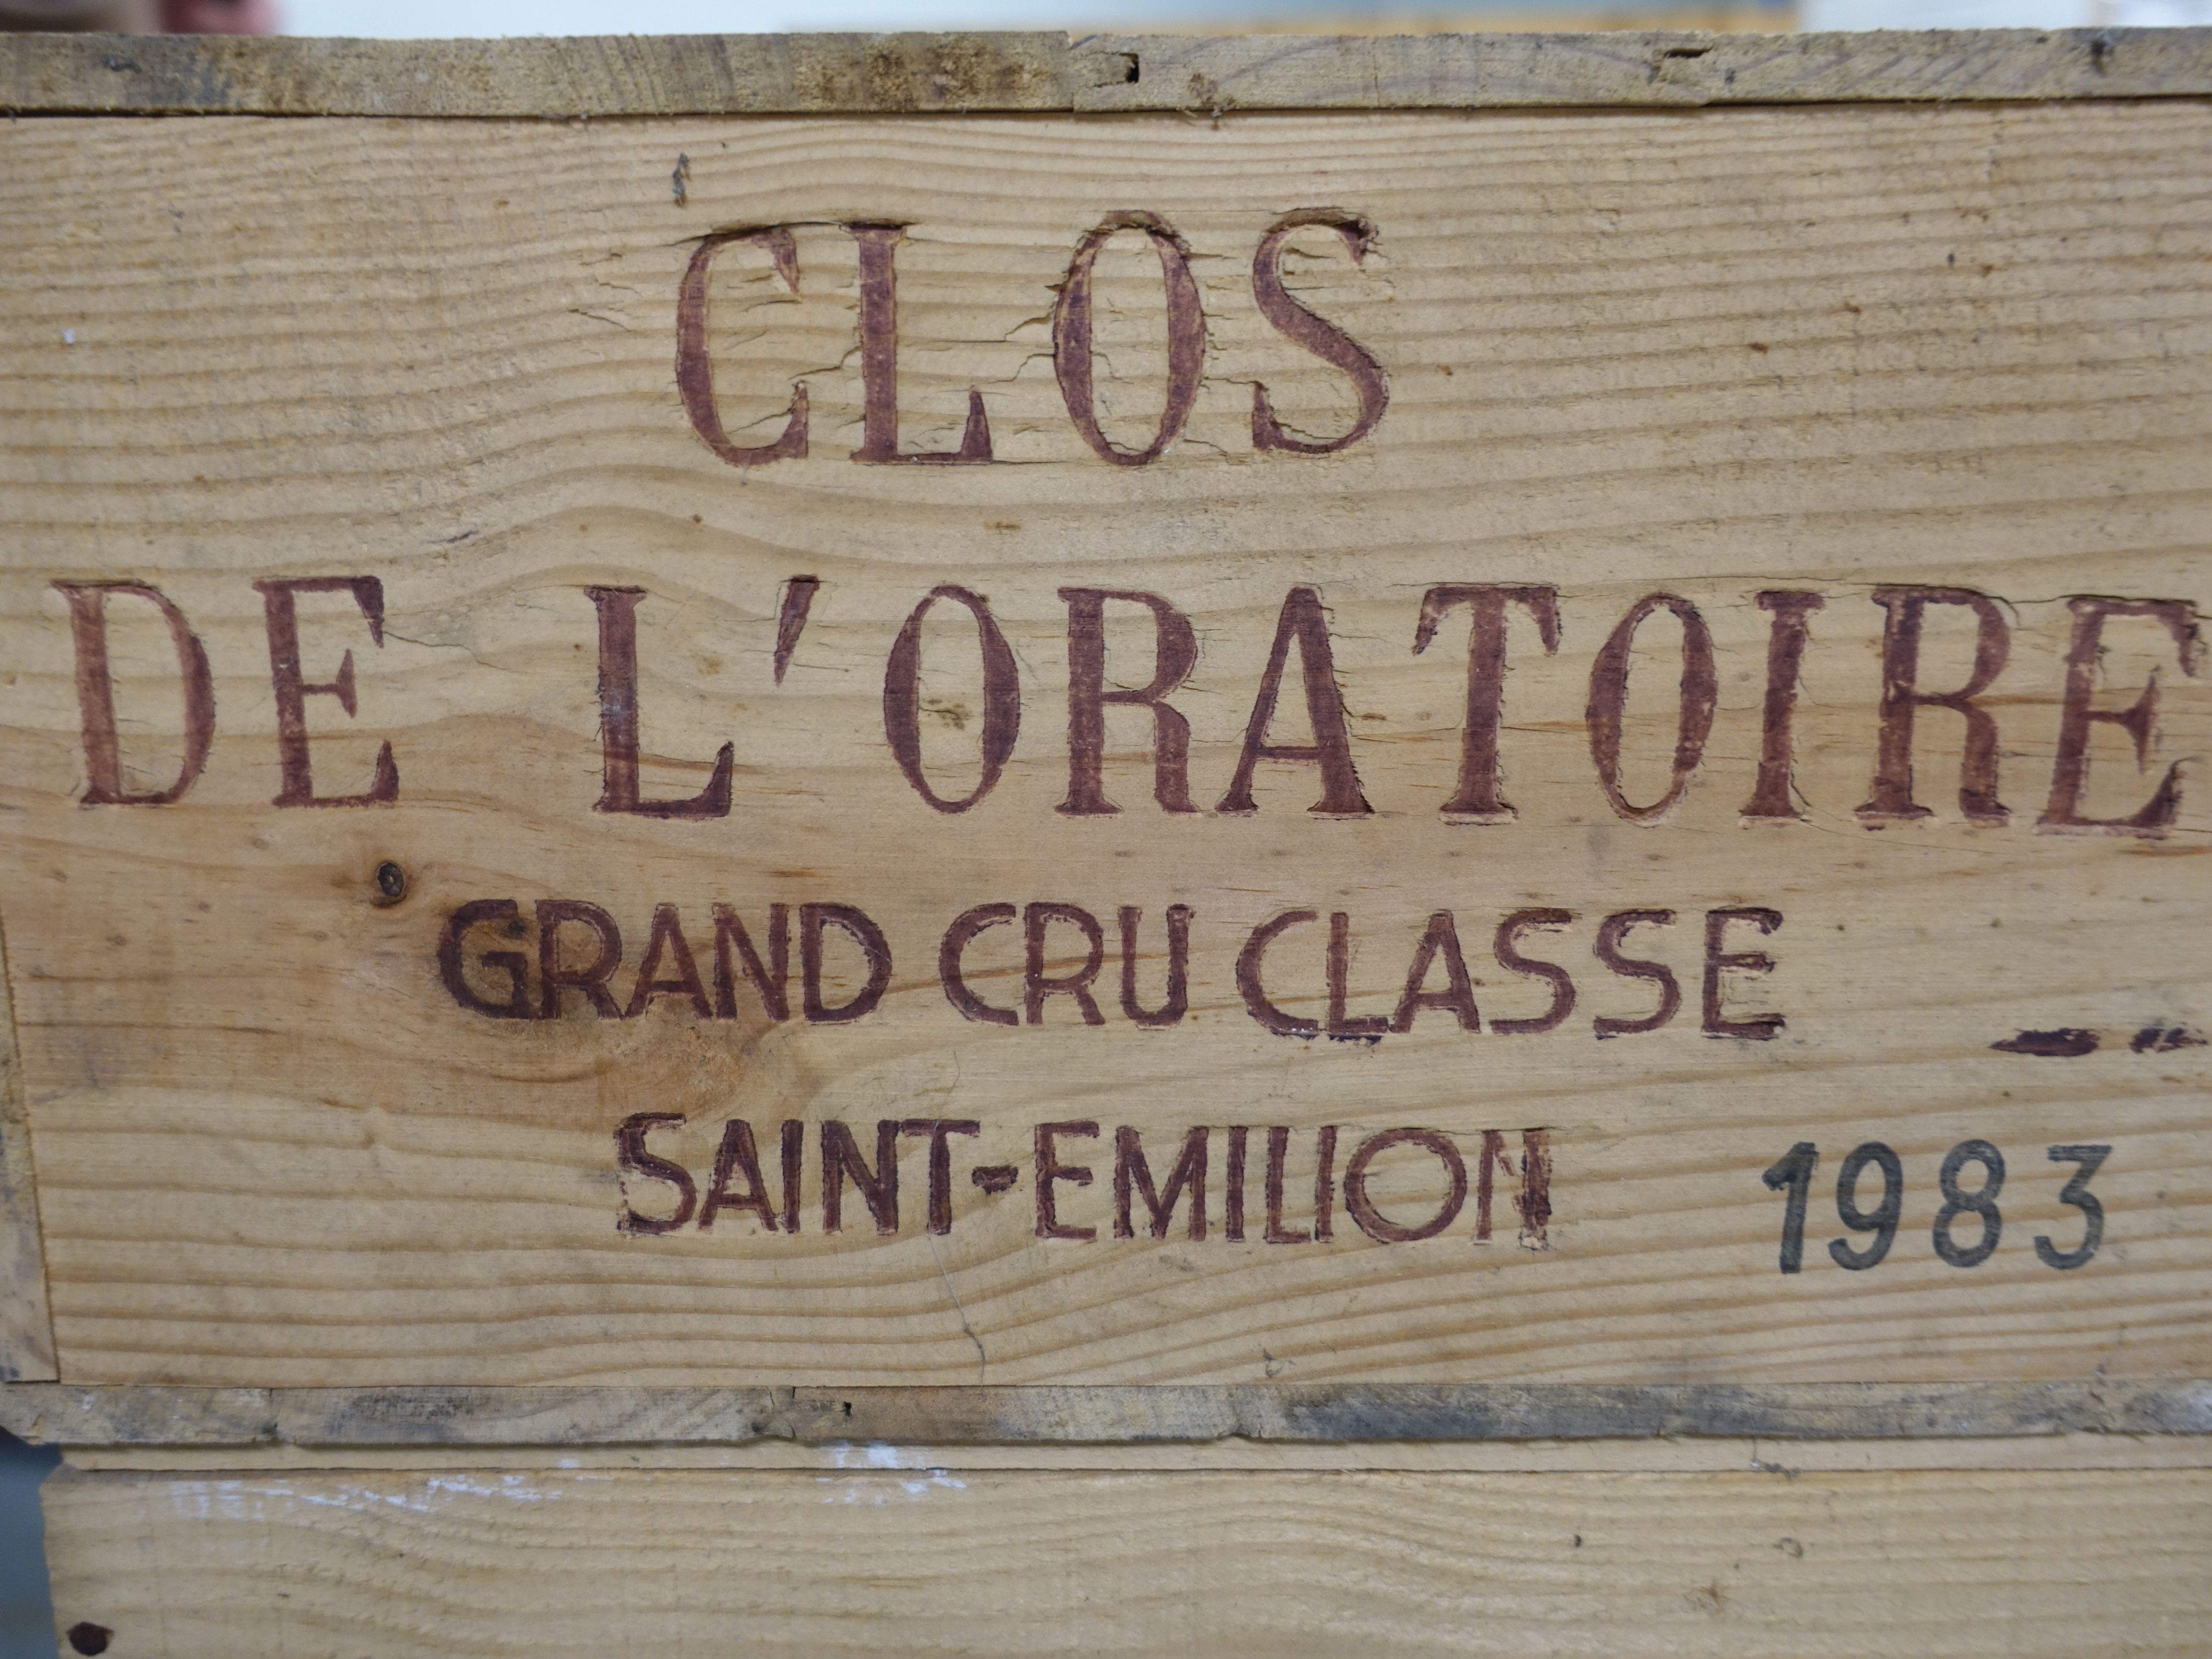 CLOS
DE L'ORATOIRE
GRAND CRU CLASSE
SAINT-EMILION
1983